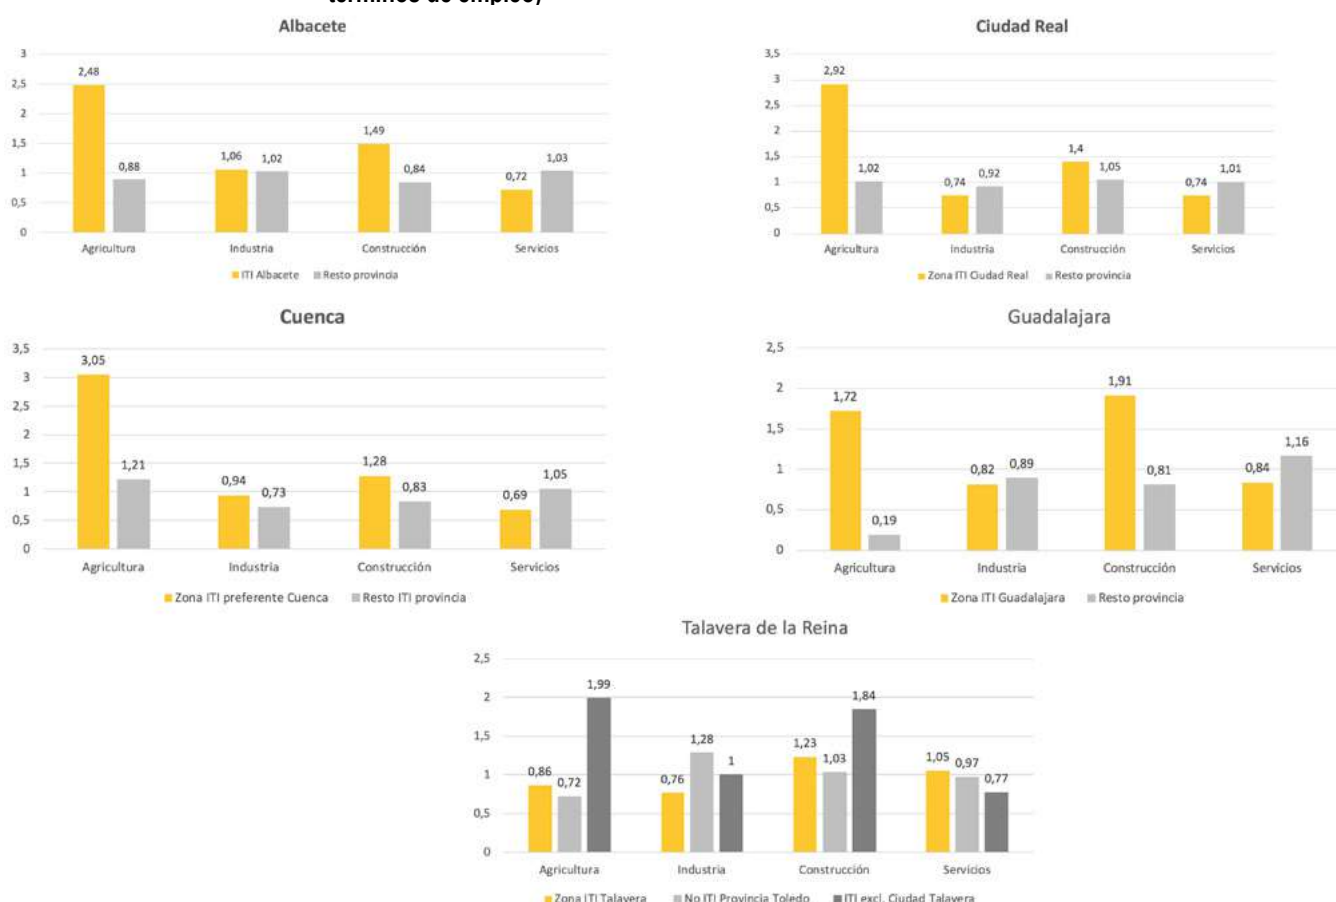 términos de empleo)
Albacete
3
2,5
2
1,5
1
0,5
0
2,48
0,88
1,06
1,02
1,49
0,84
0,72
1,03
Agricultura
Industria
Construcción
Servicios
ITI Albacete
Resto provincia
Ciudad Real
3,5
3
2,5
2
1,5
1
0,5
0
2,92
1,02
0,74
0,92
1,4
1,05
0,74
1,01
Agricultura
Industria
Construcción
Servicios
Zona ITI Ciudad Real
Resto provincia
Cuenca
3,5
3
2,5
2
1,5
1
0,5
0
3,05
1,21
0,94
0,73
1,28
0,83
0,69
1,05
Agricultura
Industria
Construcción
Servicios
Zona ITI preferente Cuenca
Resto ITI provincia
Guadalajara
2,5
2
1,5
1
0,5
0
1,72
0,19
0,82
0,89
1,91
0,81
0,84
1,16
Agricultura
Industria
Construcción
Servicios
Zona ITI Guadalajara
Resto provincia
Talavera de la Reina
2,5
2
1,5
1
0,5
0
0,86
0,72
1,99
0,76
1,28
1
1,23
1,03
1,84
1,05
0,97
0,77
Agricultura
Industria
Construcción
Servicios
Zona ITI Talavera
No ITI Provincia Toledo
ITI excl. Ciudad Talavera